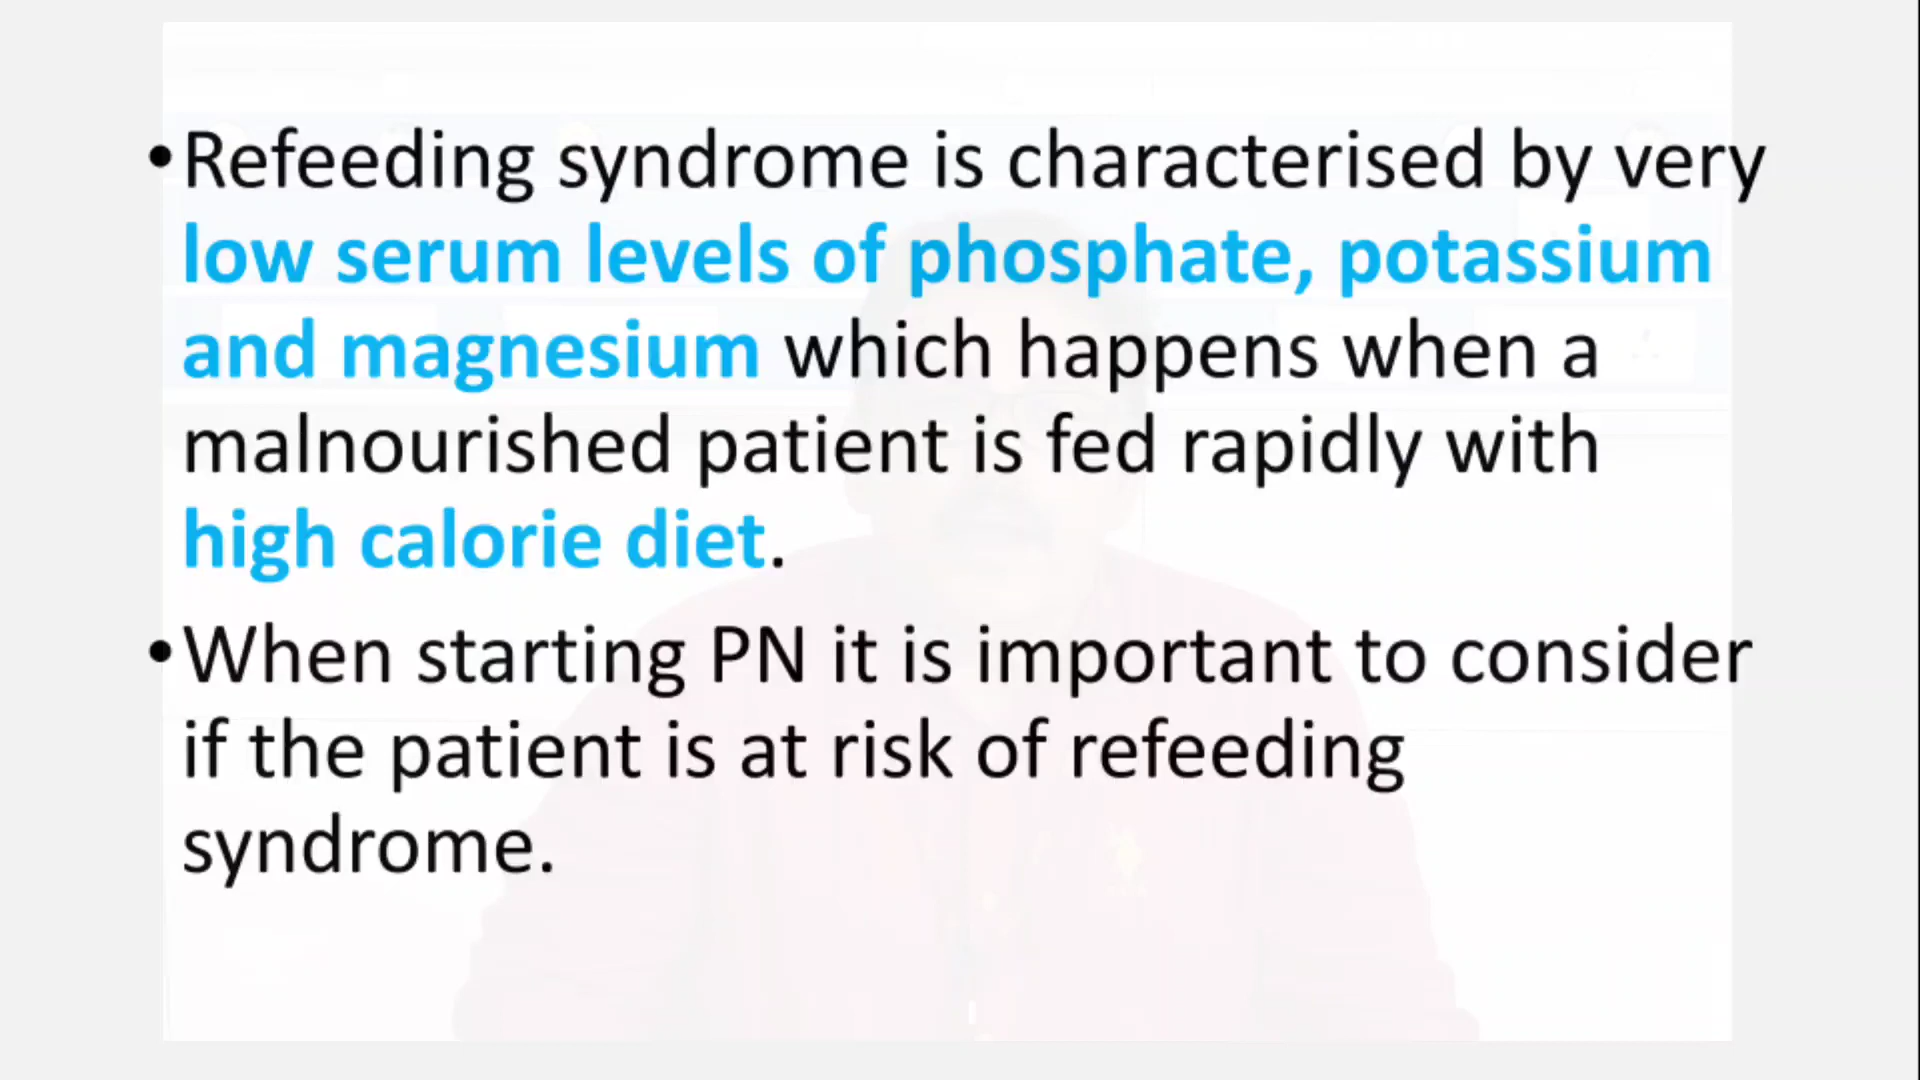 •Refeeding syndrome is characterised by very
low serum levels of phosphate, potassium
and magnesium which happens when a
malnourished patient is fed rapidly with
high calorie diet.
•When starting PN it is important to consider
if the patient is at risk of refeeding
syndrome.